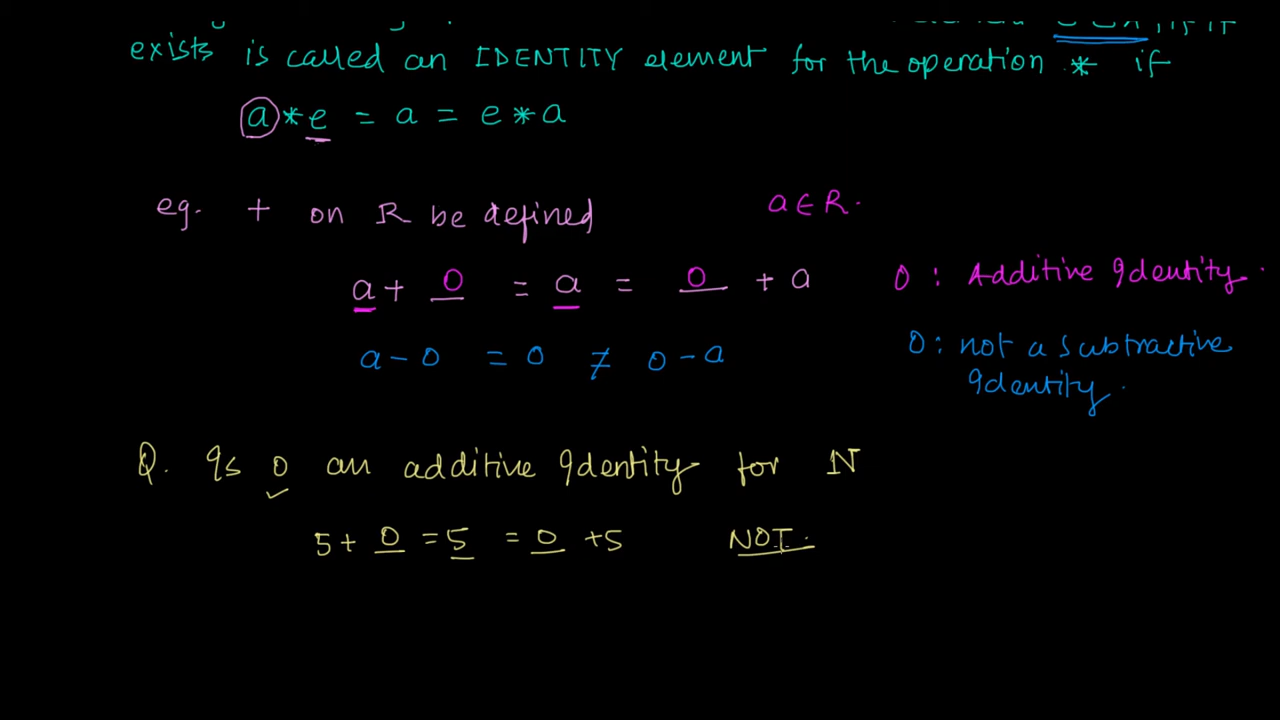 exists is called an IDENTITY element for the operation * if
a * e = a = e * a
eg. + on R be defined
a ∈ R.
a + 0 = a = 0 + a
0 : Additive Identity.
a - 0 = 0 ≠ 0 - a
0 : not a subtractive
Identity.
Q. Is 0 an additive Identity for N
5 + 0 = 5 = 0 + 5 NOT.